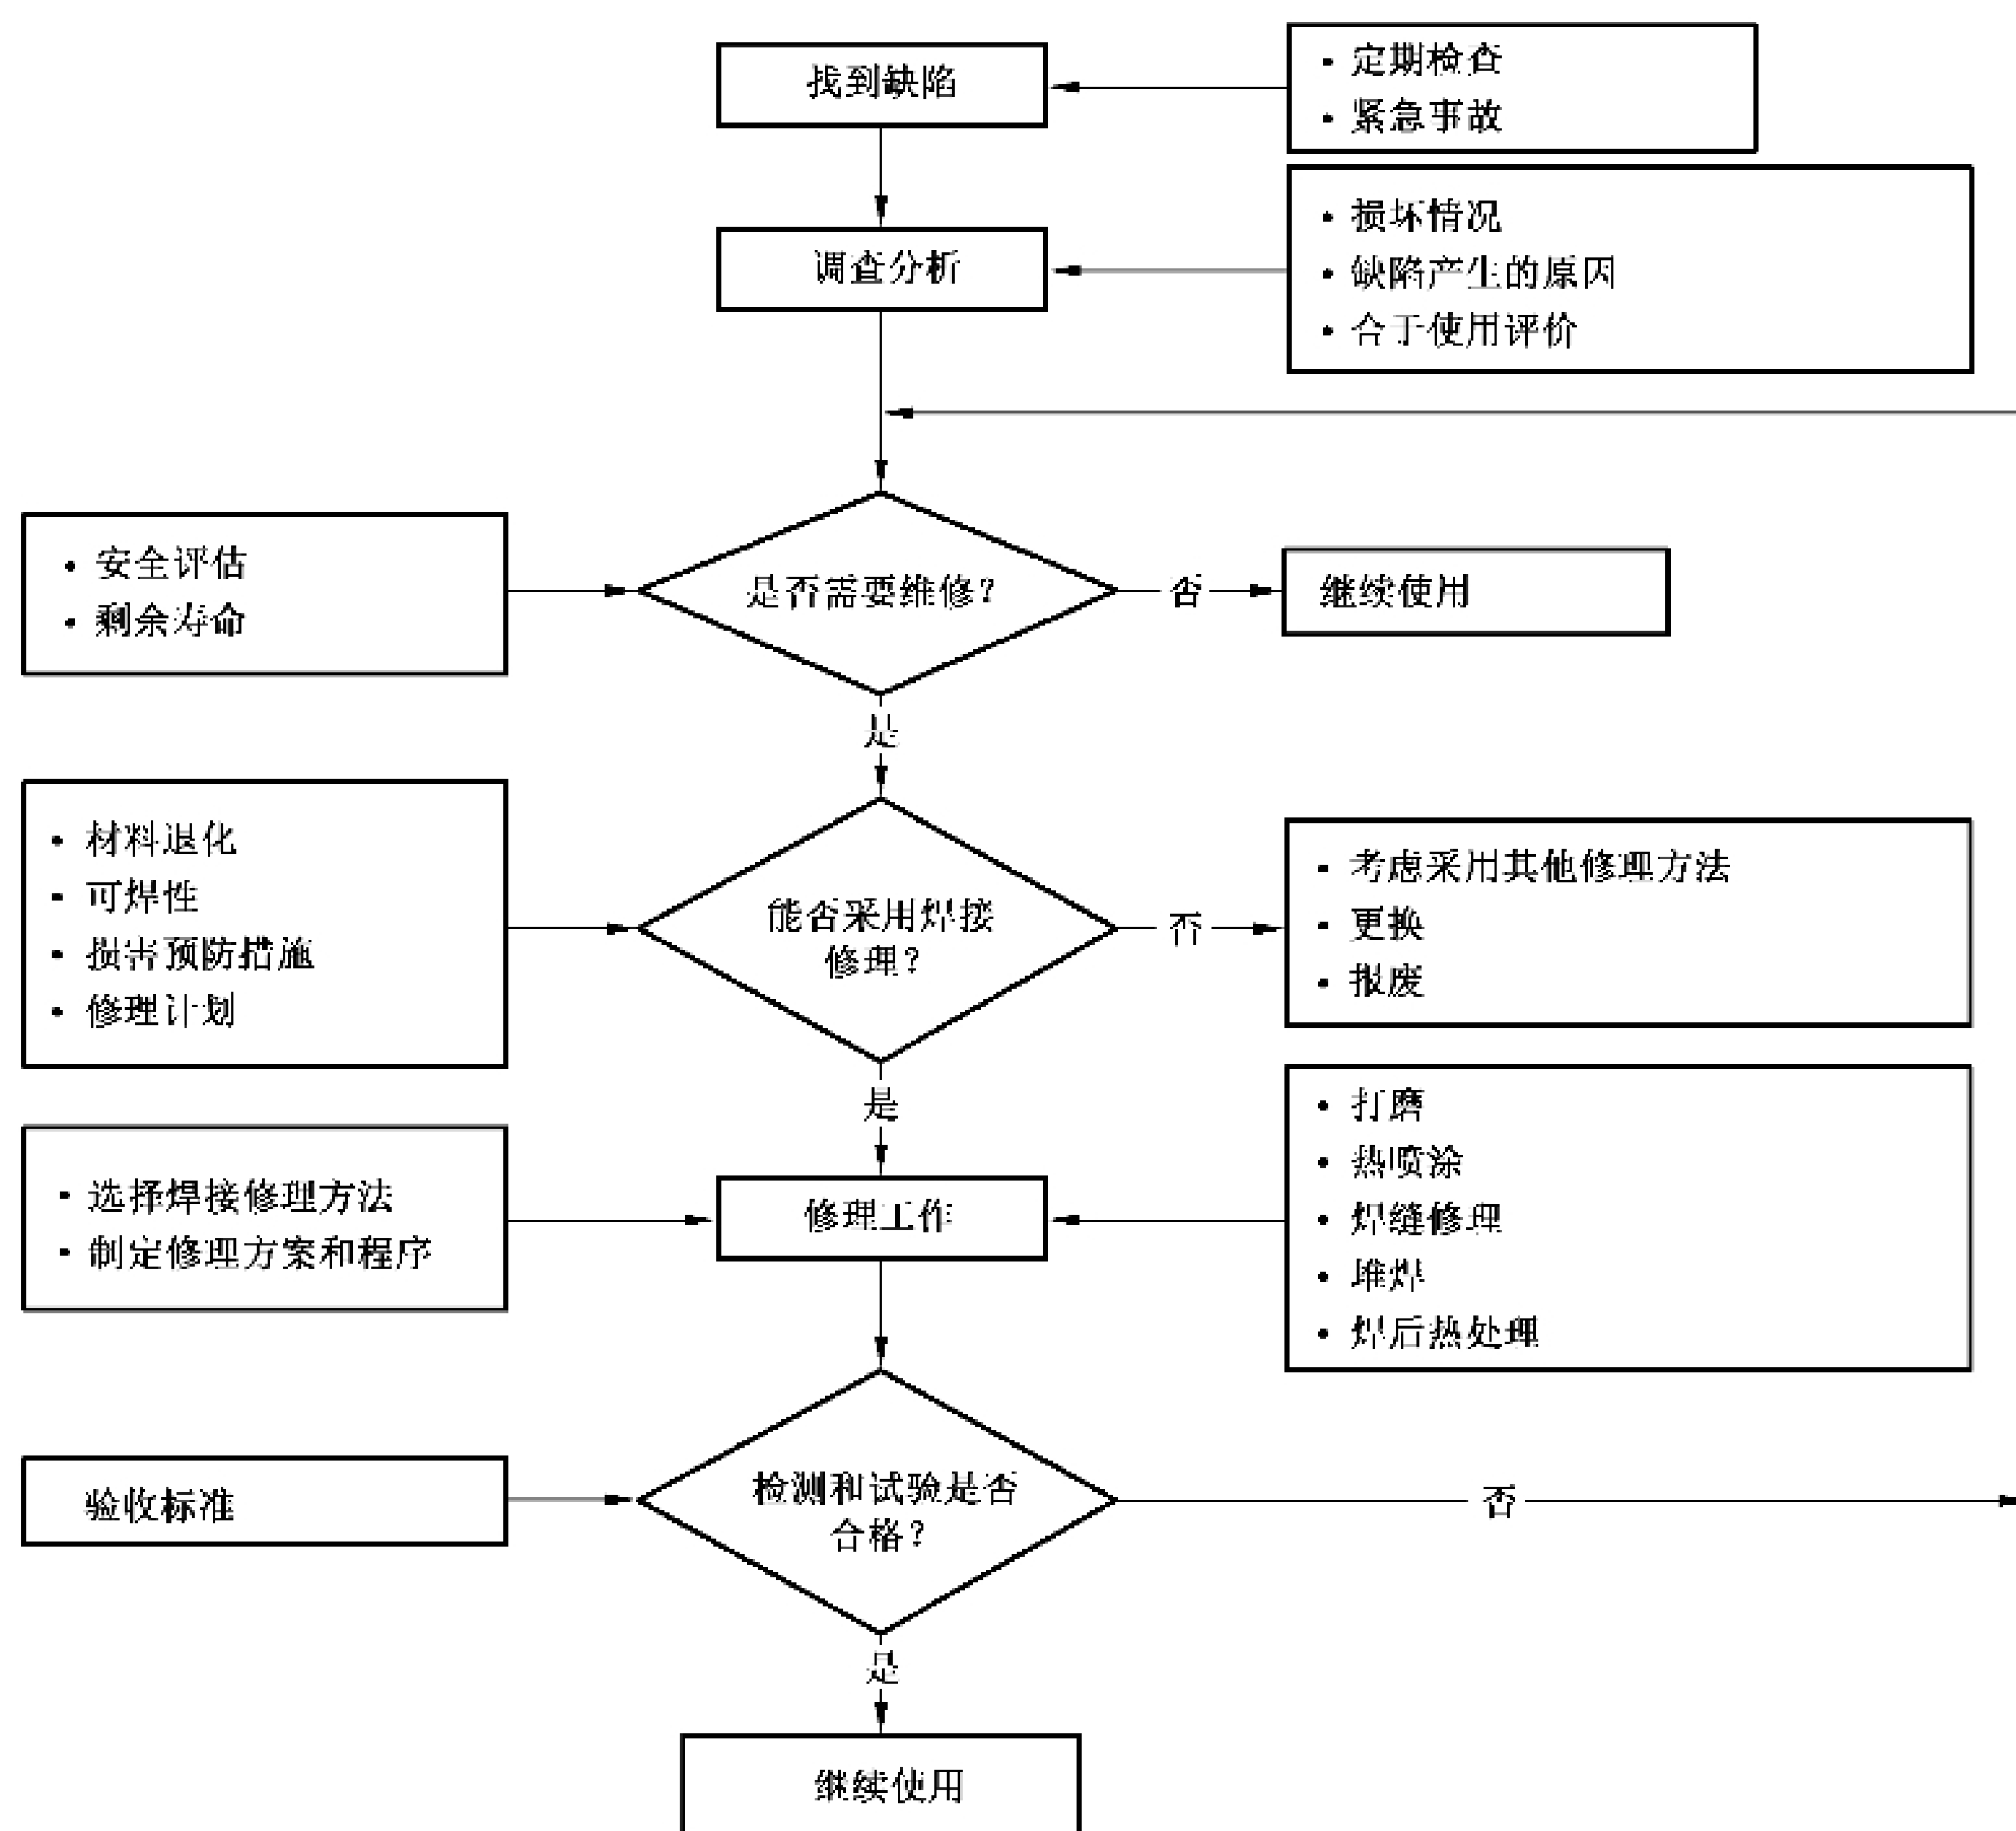 找到缺陷
• 定期检查
• 紧急事故
调查分析
• 损坏情况
• 缺陷产生的原因
• 合于使用评价
• 安全评估
• 剩余寿命
是否需要维修?
否
继续使用
是
• 材料退化
• 可焊性
• 损害预防措施
• 修理计划
能否采用焊接
修理?
否
• 考虑采用其他修理方法
• 更换
• 报废
是
• 选择焊接修理方法
• 制定修理方案和程序
修理工作
• 打磨
• 热喷涂
• 焊缝修理
• 堆焊
• 焊后热处理
验收标准
检测和试验是否
合格?
否
是
继续使用